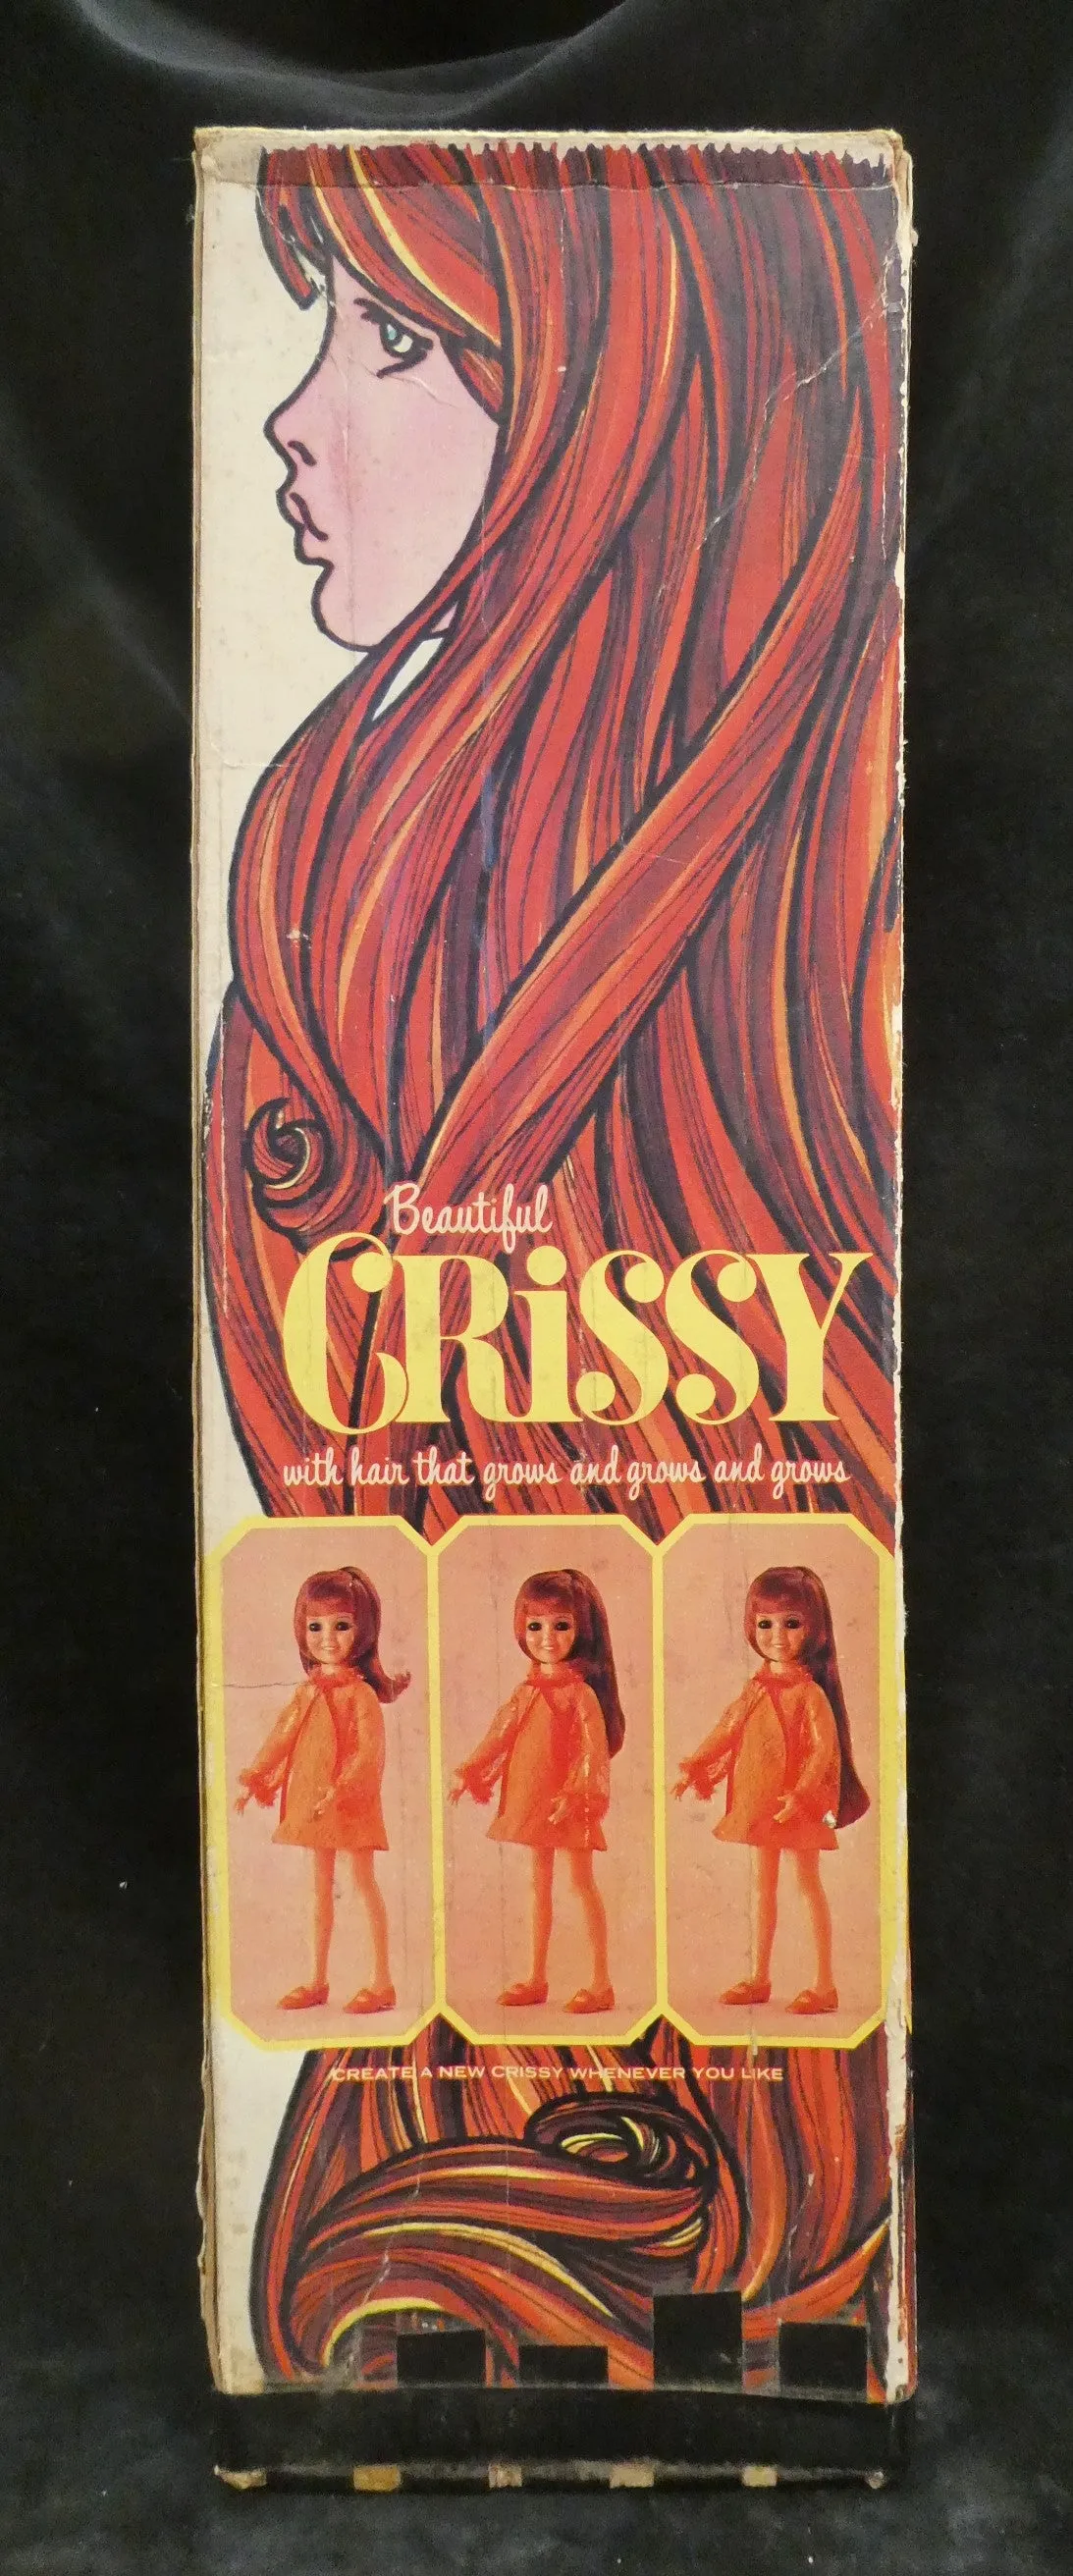 Beautiful
CRiSSY
with hair that grows and grows and grows
CREATE A NEW CRISSY WHENEVER YOU LIKE